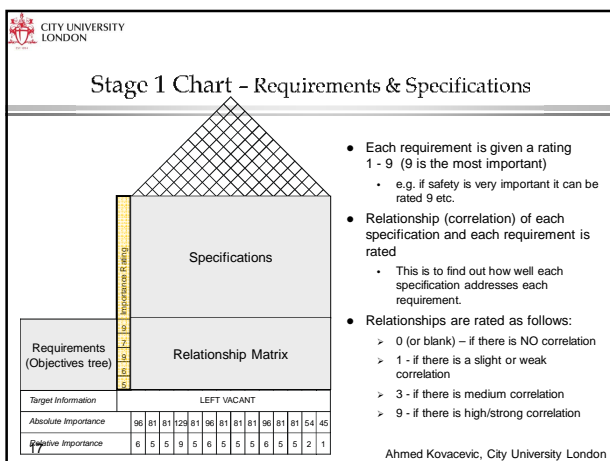 CITY UNIVERSITY
LONDON
Stage 1 Chart – Requirements & Specifications
Importance Rating
Specifications
9
7
9
6
5
Requirements
(Objectives tree)
Relationship Matrix
Target Information LEFT VACANT
Absolute Importance 96 81 81 129 81 96 81 81 81 96 81 81 54 45
Relative Importance 6 5 5 9 5 6 5 5 5 6 5 5 2 1
17
• Each requirement is given a rating
1 - 9 (9 is the most important)
• e.g. if safety is very important it can be
rated 9 etc.
• Relationship (correlation) of each
specification and each requirement is
rated
• This is to find out how well each
specification addresses each
requirement.
• Relationships are rated as follows:
➢ 0 (or blank) – if there is NO correlation
➢ 1 - if there is a slight or weak
correlation
➢ 3 - if there is medium correlation
➢ 9 - if there is high/strong correlation
Ahmed Kovacevic, City University London